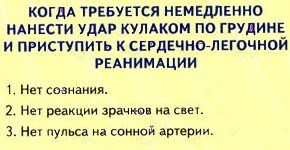 КОГДА ТРЕБУЕТСЯ НЕМЕДЛЕННО
НАНЕСТИ УДАР КУЛАКОМ ПО ГРУДИНЕ
И ПРИСТУПИТЬ К СЕРДЕЧНО-ЛЕГОЧНОЙ
РЕАНИМАЦИИ
1. Нет сознания.
2. Нет реакции зрачков на свет.
3. Нет пульса на сонной артерии.